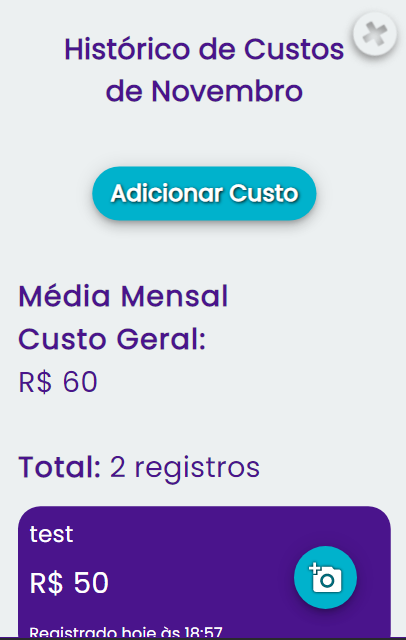 Histórico de Custos
de Novembro
Adicionar Custo
Média Mensal
Custo Geral:
R$ 60
Total: 2 registros
test
R$ 50
Registrado hoje às 18:57